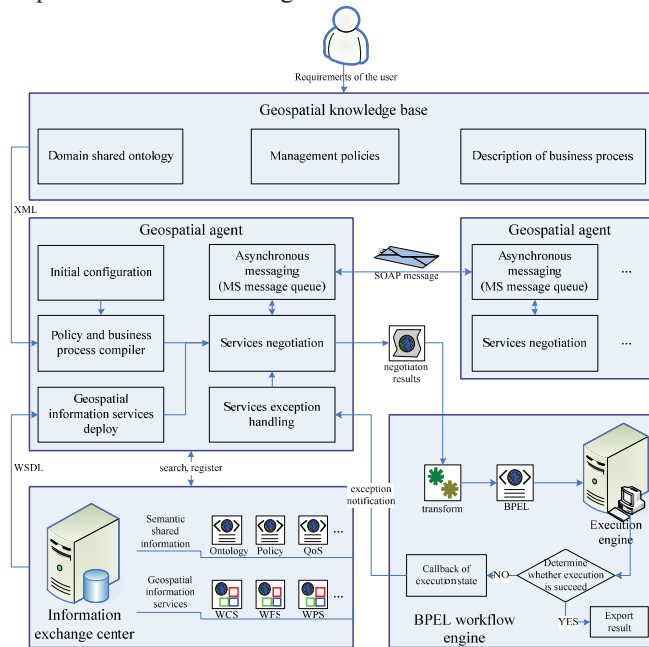 Requirements of the user
Geospatial knowledge base
Domain shared ontology
Management policies
Description of business process
XML
Geospatial agent
Initial configuration
Asynchronous
messaging
(MS message queue)
Policy and business
process compiler
Services negotiation
Geospatial
information services
deploy
Services exception
handling
SOAP message
Geospatial agent
Asynchronous
messaging
(MS message queue)
...
Services negotiation
...
negotiaton
results
WSDL
search, register
exception
notification
Information
exchange center
Semantic
shared
information
Ontology
Policy
QoS
...
Geospatial
information
services
WCS
WFS
WPS
...
transform
BPEL
Execution
engine
Determine
whether execution
is succeed
NO
Callback of
execution state
YES
Export
result
BPEL workflow
engine